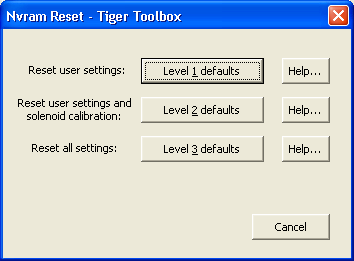 Nvram Reset - Tiger Toolbox
Reset user settings: Level 1 defaults Help...
Reset user settings and
solenoid calibration: Level 2 defaults Help...
Reset all settings: Level 3 defaults Help...
Cancel